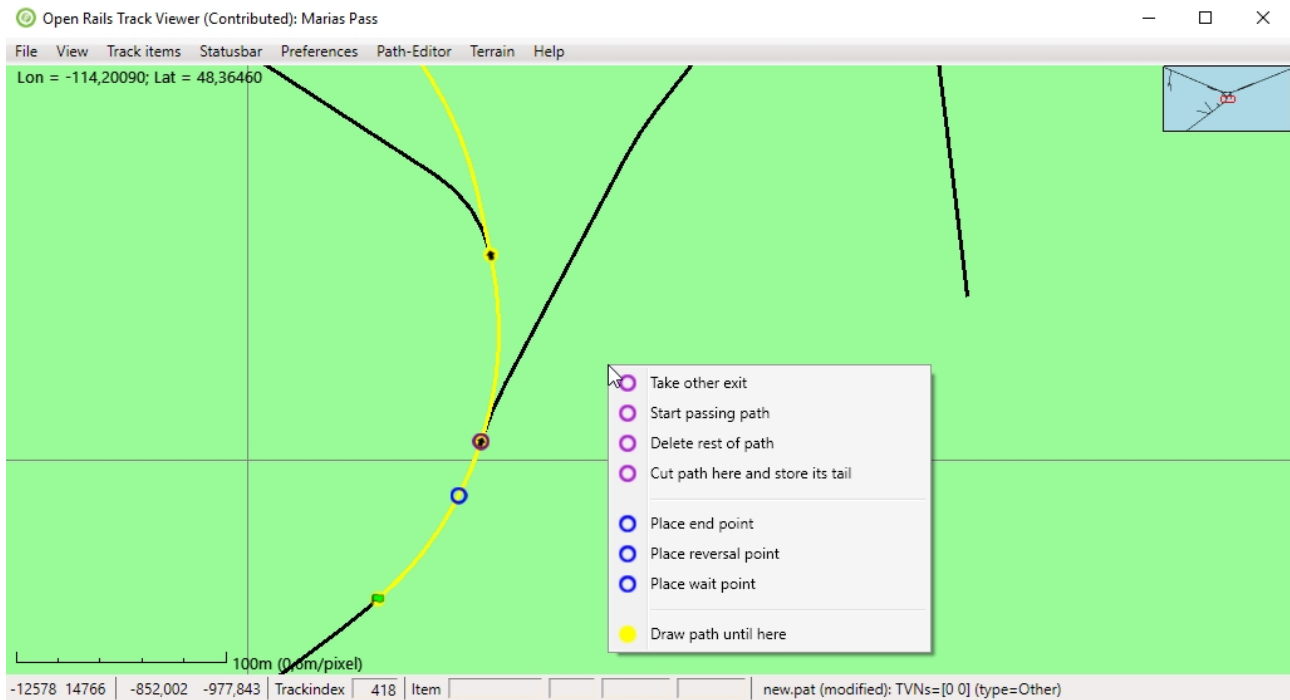 Open Rails Track Viewer (Contributed): Marias Pass
File View Track items Statusbar Preferences Path-Editor Terrain Help
Lon = -114,20090; Lat = 48,36460
Take other exit
Start passing path
Delete rest of path
Cut path here and store its tail
Place end point
Place reversal point
Place wait point
Draw path until here
100m (0,6m/pixel)
-12578 14766 -852,002 -977,843 Trackindex 418 Item new.pat (modified): TVNs=[0 0] (type=Other)